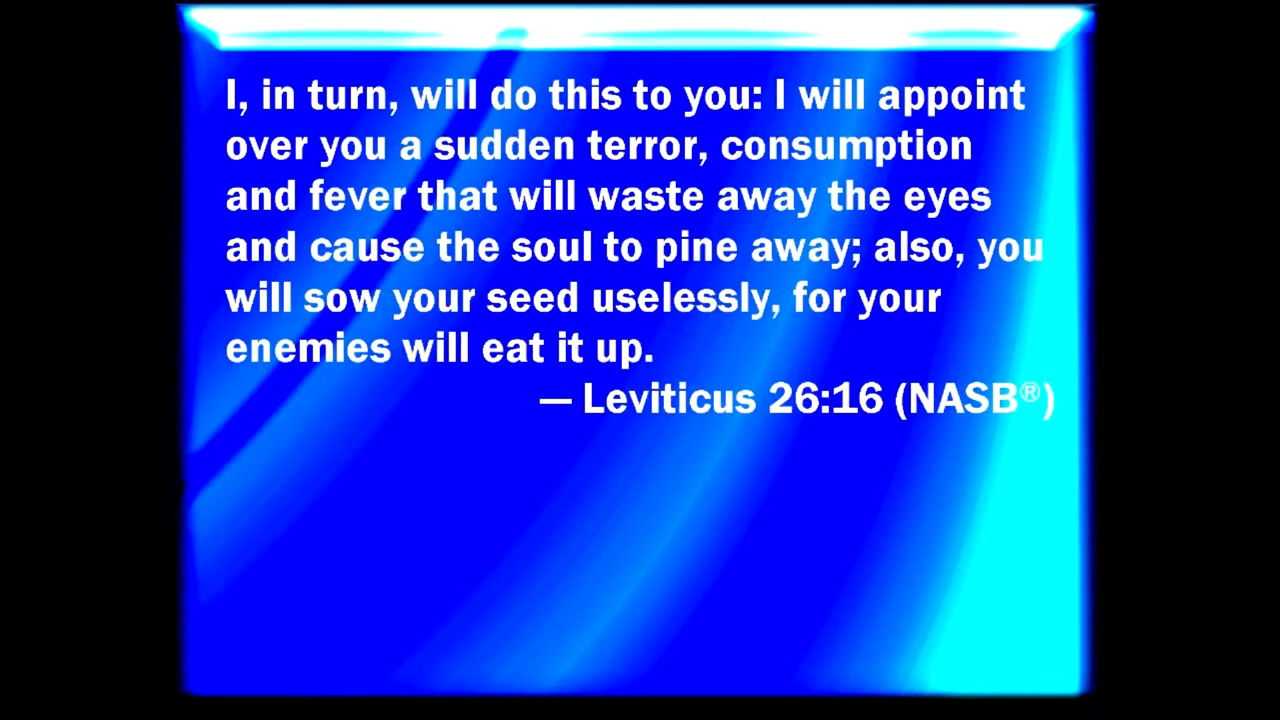 I, in turn, will do this to you: I will appoint
over you a sudden terror, consumption
and fever that will waste away the eyes
and cause the soul to pine away; also, you
will sow your seed uselessly, for your
enemies will eat it up.
— Leviticus 26:16 (NASB®)